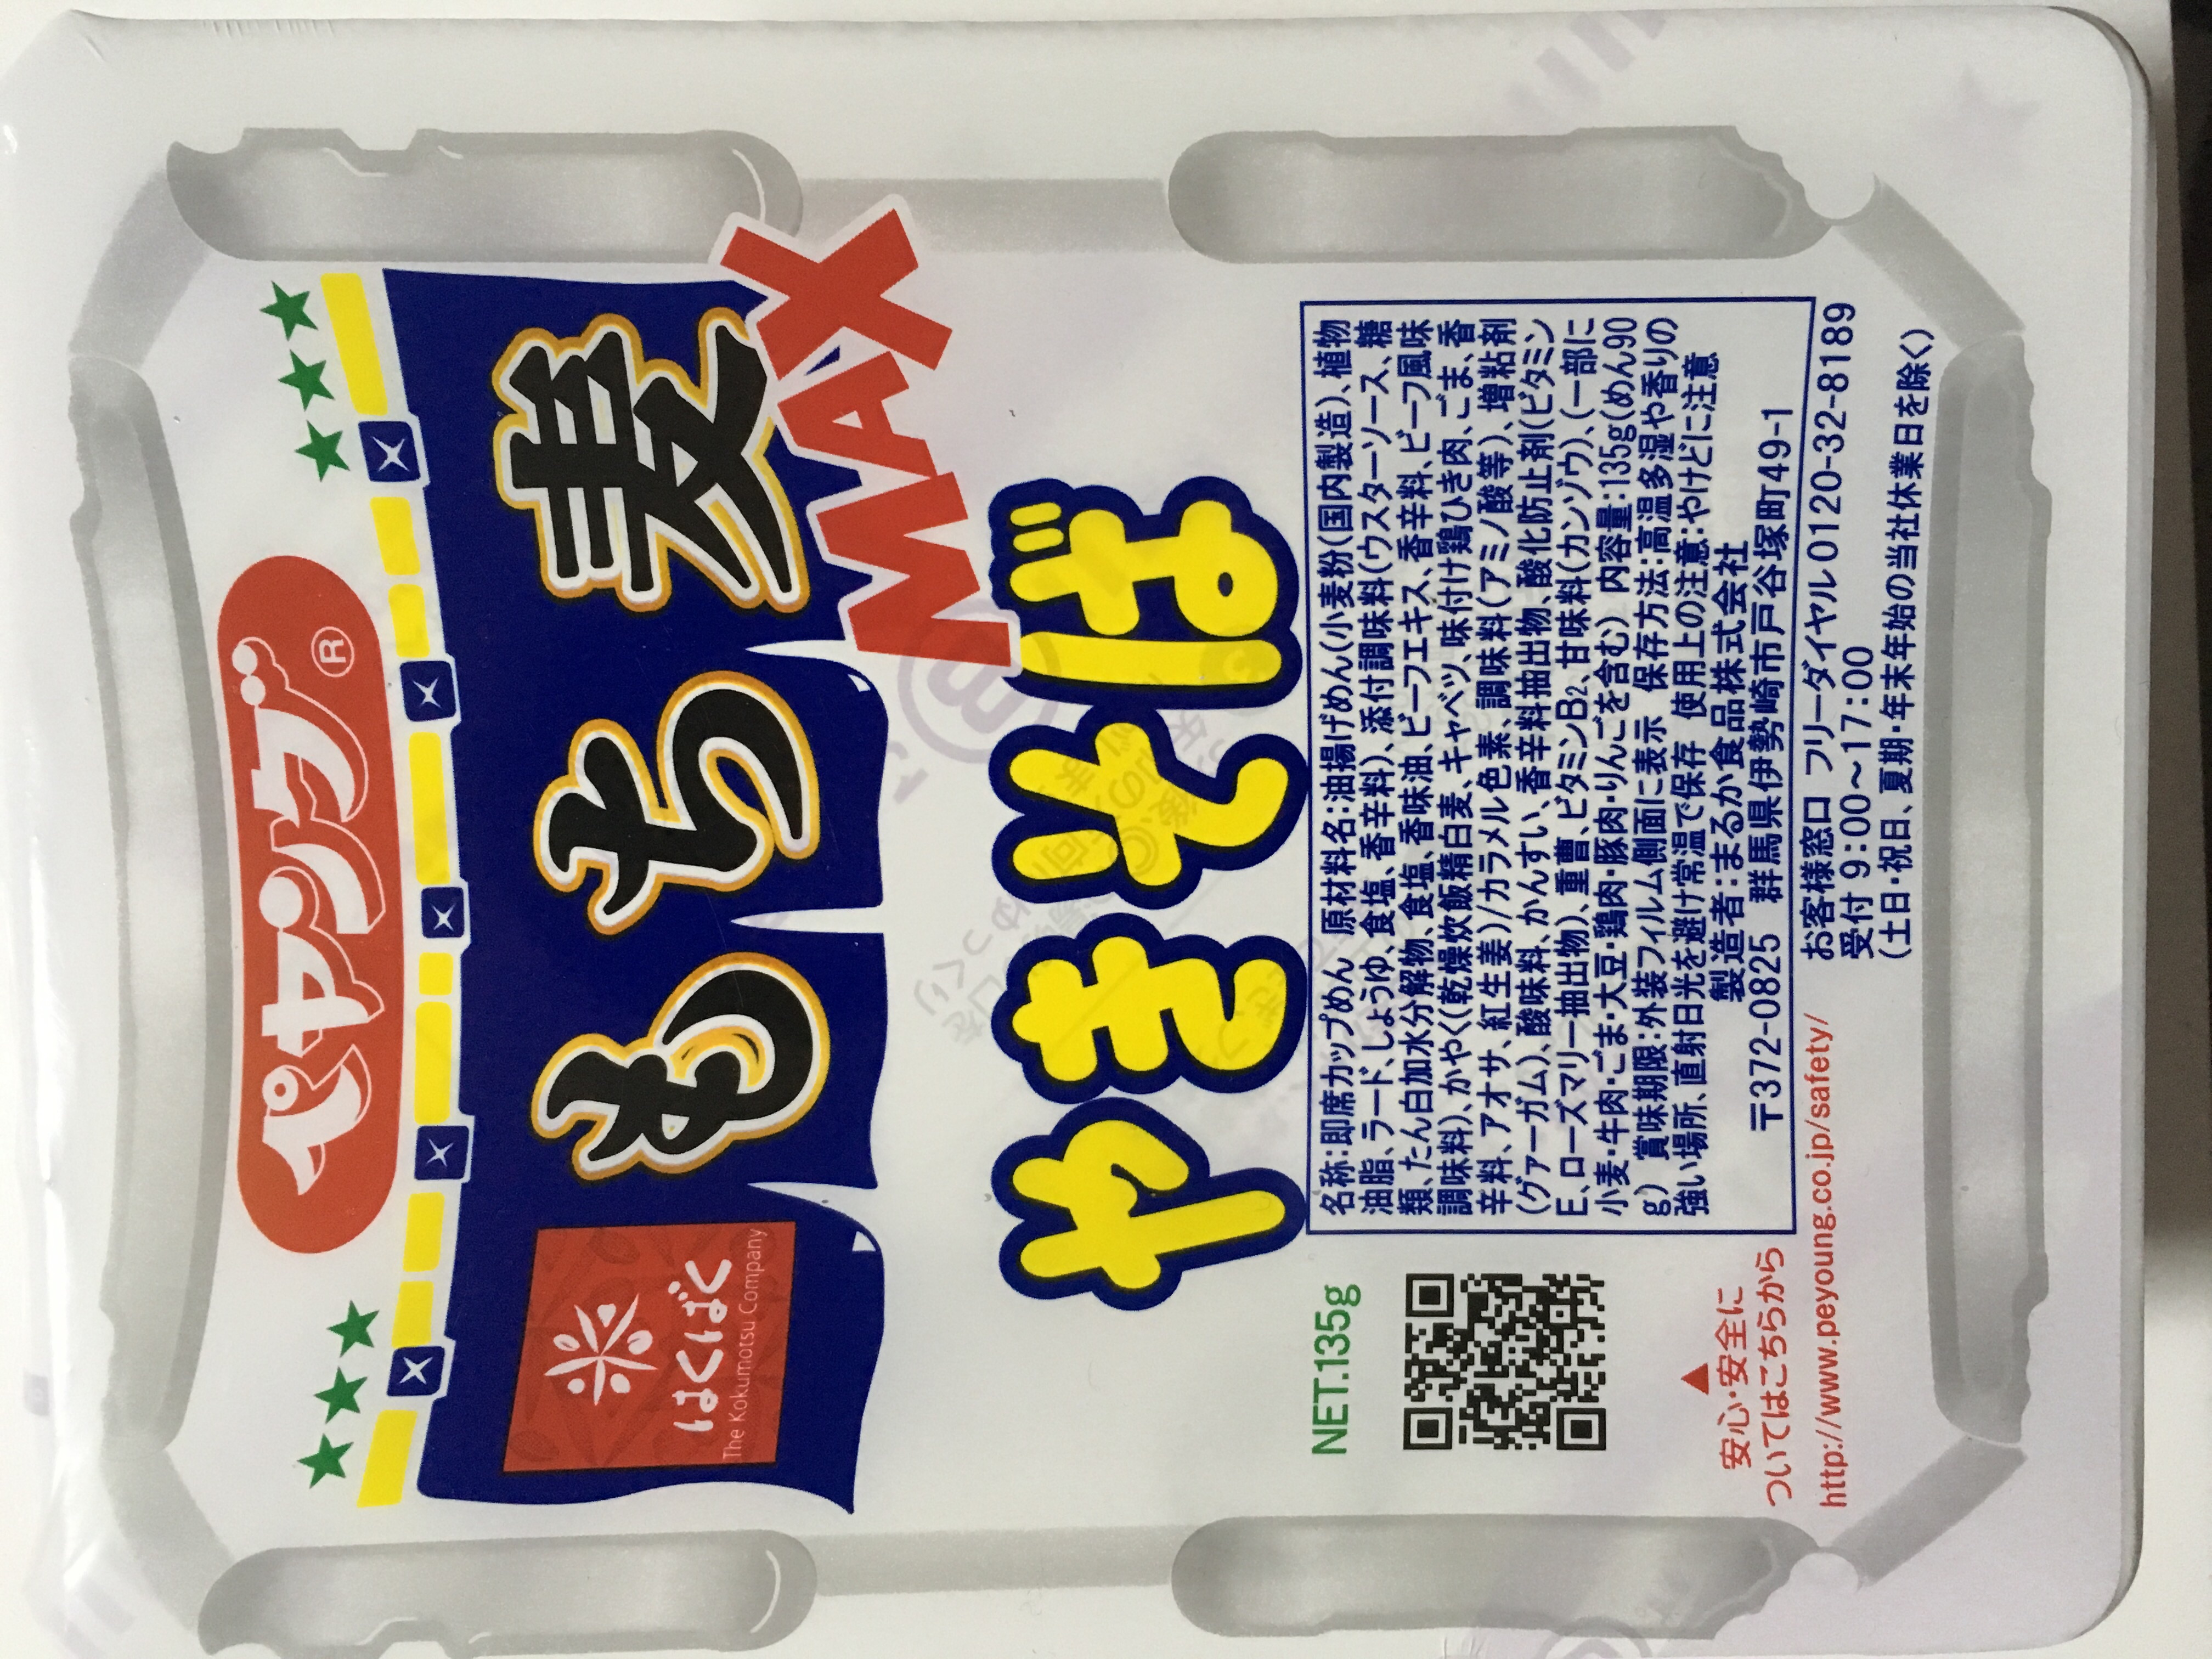 ペヤング®
もち麦
MAX
はくばく
The Kokumotsu Company
やきそば
NET.135g
名称:即席カップめん 原材料名:油揚げめん(小麦粉(国内製造)、植物
油脂、ラード、しょうゆ、食塩、香辛料)、添付調味料(ウスターソース、糖
類、たん白加水分解物、食塩、香味油、ビーフエキス、香辛料、ビーフ風味
調味料)、かやく(乾燥炊飯精白麦、キャベツ、味付け鶏ひき肉、ごま、香
辛料、アオサ、紅生姜)/カラメル色素、調味料(アミノ酸等)、増粘剤
(グァーガム)、酸味料、かんすい、香辛料抽出物、酸化防止剤(ビタミン
E、ローズマリー抽出物)、重曹、ビタミンB₂、甘味料(カンゾウ)、(一部に
小麦・牛肉・ごま・大豆・鶏肉・豚肉・りんごを含む) 内容量:135g(めん90
g) 賞味期限:外装フィルム側面に表示 保存方法:高温多湿や香りの
強い場所、直射日光を避け常温で保存 使用上の注意:やけどに注意
製造者:まるか食品株式会社
〒372-0825 群馬県伊勢崎市戸谷塚町49-1
安心・安全に
ついてはこちらから
http://www.peyoung.co.jp/safety/
お客様窓口 フリーダイヤル0120-32-8189
受付 9:00~17:00
(土日・祝日、夏期・年末年始の当社休業日を除く)